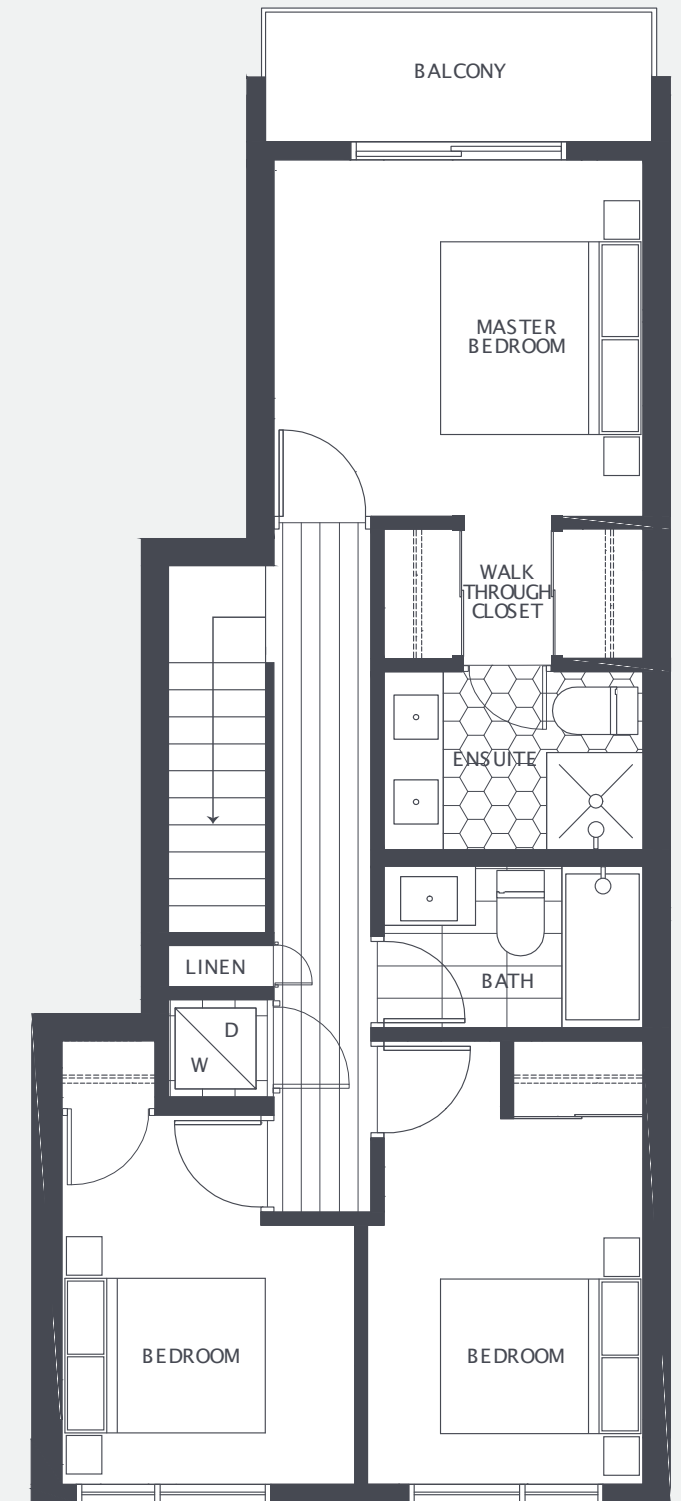 BALCONY
MASTER
BEDROOM
WALK
THROUGH
CLOSET
ENSUITE
LINEN
BATH
D
W
BEDROOM
BEDROOM